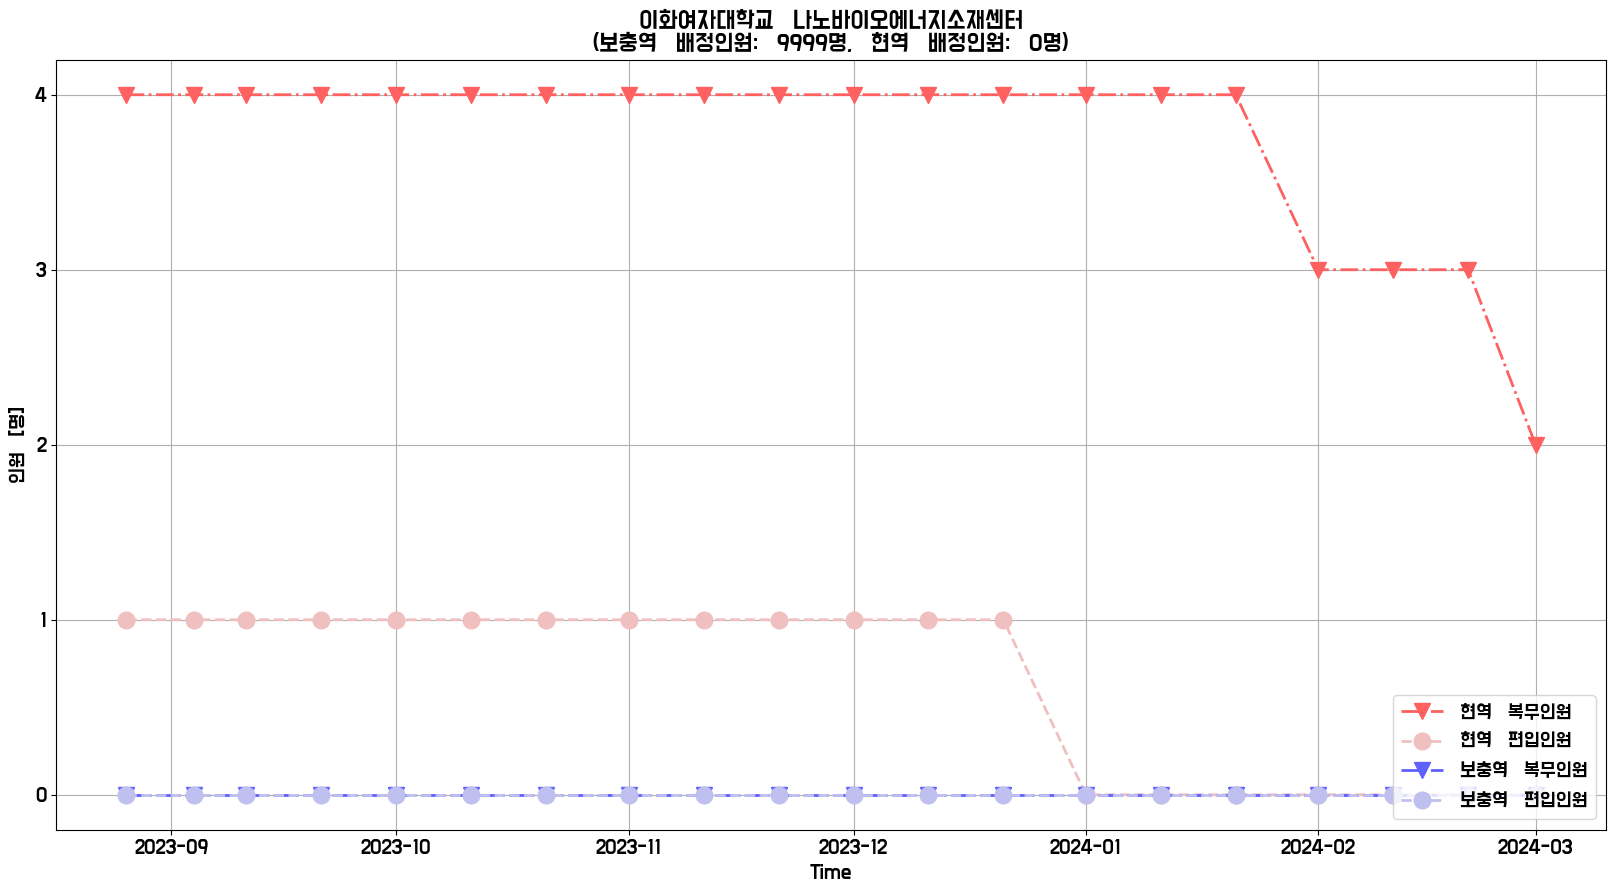 이화여자대학교 나노바이오에너지소재센터
(보충역 배정인원: 9999명, 현역 배정인원: 0명)
4
3
2
1
0
인원 [명]
2023-09 2023-10 2023-11 2023-12 2024-01 2024-02 2024-03
Time
현역 복무인원
현역 편입인원
보충역 복무인원
보충역 편입인원